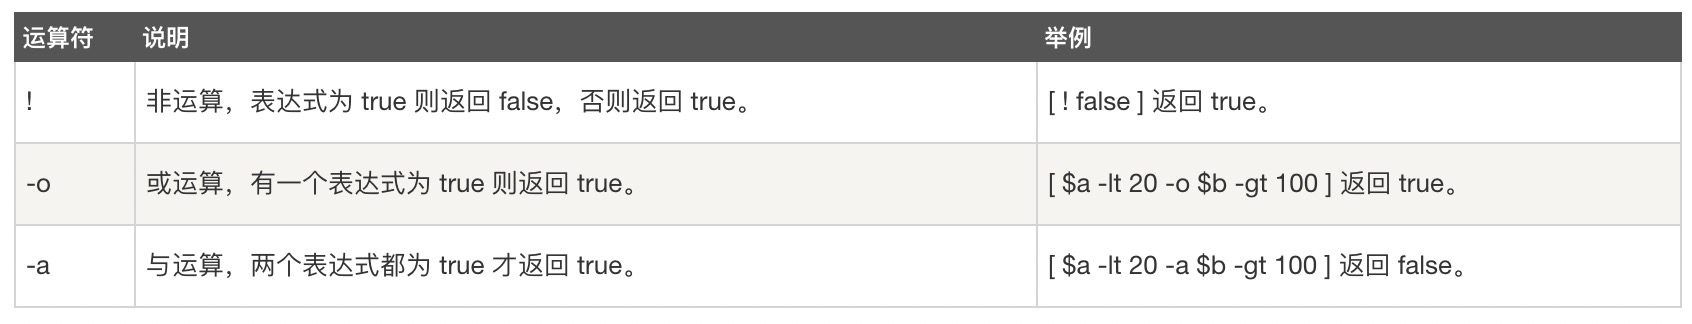 运算符 说明 举例
! 非运算，表达式为 true 则返回 false，否则返回 true。 [ ! false ] 返回 true。
-o 或运算，有一个表达式为 true 则返回 true。 [ $a -lt 20 -o $b -gt 100 ] 返回 true。
-a 与运算，两个表达式都为 true 才返回 true。 [ $a -lt 20 -a $b -gt 100 ] 返回 false。